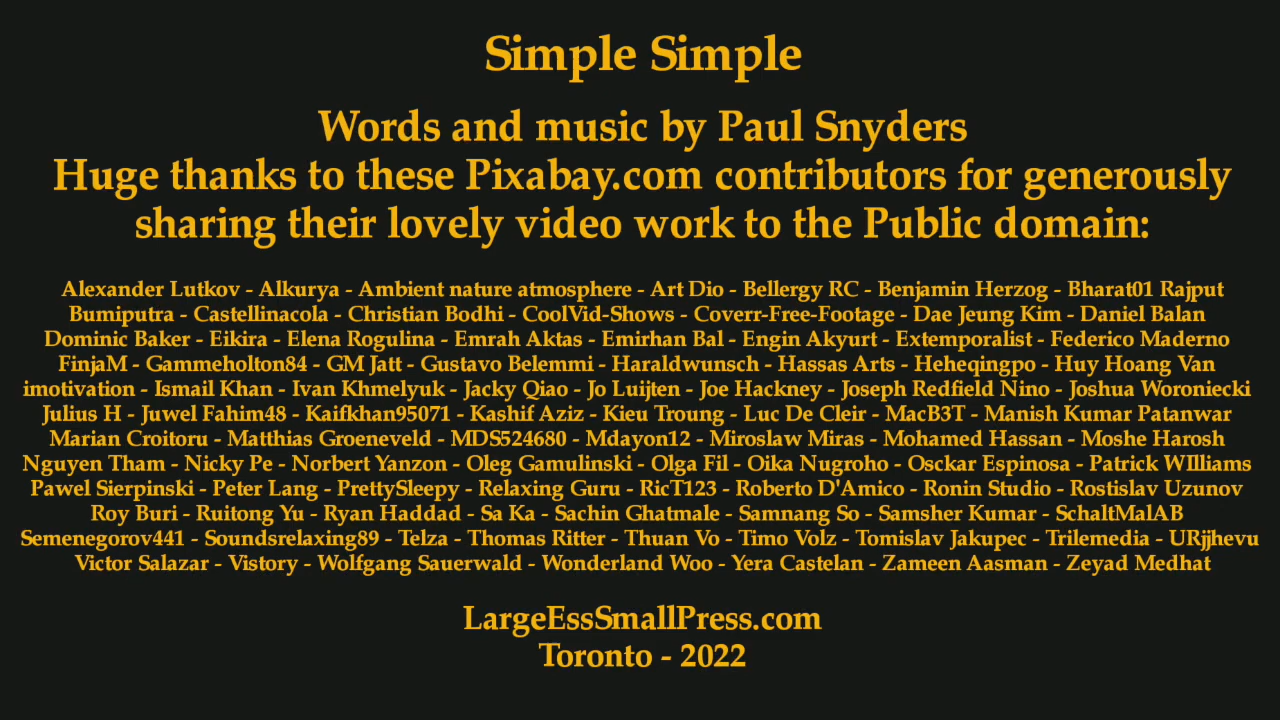 Simple Simple
Words and music by Paul Snyders
Huge thanks to these Pixabay.com contributors for generously
sharing their lovely video work to the Public domain:
Alexander Lutkov - Alkurya - Ambient nature atmosphere - Art Dio - Bellergy RC - Benjamin Herzog - Bharat01 Rajput
Bumiputra - Castellinacola - Christian Bodhi - CoolVid-Shows - Coverr-Free-Footage - Dae Jeung Kim - Daniel Balan
Dominic Baker - Eikira - Elena Rogulina - Emrah Aktas - Emirhan Bal - Engin Akyurt - Extemporalist - Federico Maderno
FinjaM - Gammeholton84 - GM Jatt - Gustavo Belemmi - Haraldwunsch - Hassas Arts - Heheqingpo - Huy Hoang Van
imotivation - Ismail Khan - Ivan Khmelyuk - Jacky Qiao - Jo Luijten - Joe Hackney - Joseph Redfield Nino - Joshua Woroniecki
Julius H - Juwel Fahim48 - Kaifkhan95071 - Kashif Aziz - Kieu Troung - Luc De Cleir - MacB3T - Manish Kumar Patanwar
Marian Croitoru - Matthias Groeneveld - MDS524680 - Mdayon12 - Miroslaw Miras - Mohamed Hassan - Moshe Harosh
Nguyen Tham - Nicky Pe - Norbert Yanzon - Oleg Gamulinski - Olga Fil - Oika Nugroho - Osckar Espinosa - Patrick WIlliams
Pawel Sierpinski - Peter Lang - PrettySleepy - Relaxing Guru - RicT123 - Roberto D'Amico - Ronin Studio - Rostislav Uzunov
Roy Buri - Ruitong Yu - Ryan Haddad - Sa Ka - Sachin Ghatmale - Samnang So - Samsher Kumar - SchaltMalAB
Semenegorov441 - Soundsrelaxing89 - Telza - Thomas Ritter - Thuan Vo - Timo Volz - Tomislav Jakupec - Trilemedia - URjjhevu
Victor Salazar - Vistory - Wolfgang Sauerwald - Wonderland Woo - Yera Castelan - Zameen Aasman - Zeyad Medhat
LargeEssSmallPress.com
Toronto - 2022